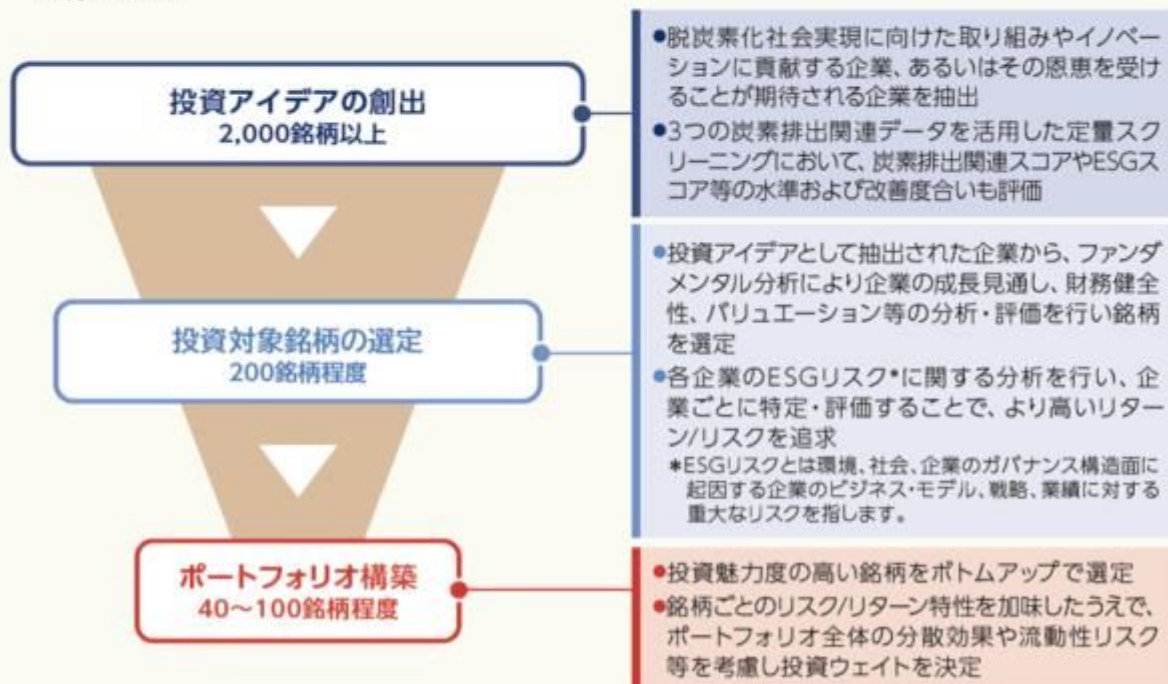 投資アイデアの創出
2,000銘柄以上
●脱炭素化社会実現に向けた取り組みやイノベー
ションに貢献する企業、あるいはその恩恵を受け
ることが期待される企業を抽出
●3つの炭素排出関連データを活用した定量スク
リーニングにおいて、炭素排出関連スコアやESGス
コア等の水準および改善度合いも評価
投資対象銘柄の選定
200銘柄程度
●投資アイデアとして抽出された企業から、ファンダ
メンタル分析により企業の成長見通し、財務健全
性、バリュエーション等の分析・評価を行い銘柄
を選定
●各企業のESGリスク*に関する分析を行い、企
業ごとに特定・評価することで、より高いリター
ン/リスクを追求
*ESGリスクとは環境、社会、企業のガバナンス構造面に
起因する企業のビジネス・モデル、戦略、業績に対する
重大なリスクを指します。
ポートフォリオ構築
40〜100銘柄程度
●投資魅力度の高い銘柄をボトムアップで選定
●銘柄ごとのリスク/リターン特性を加味したうえで、
ポートフォリオ全体の分散効果や流動性リスク
等を考慮し投資ウェイトを決定